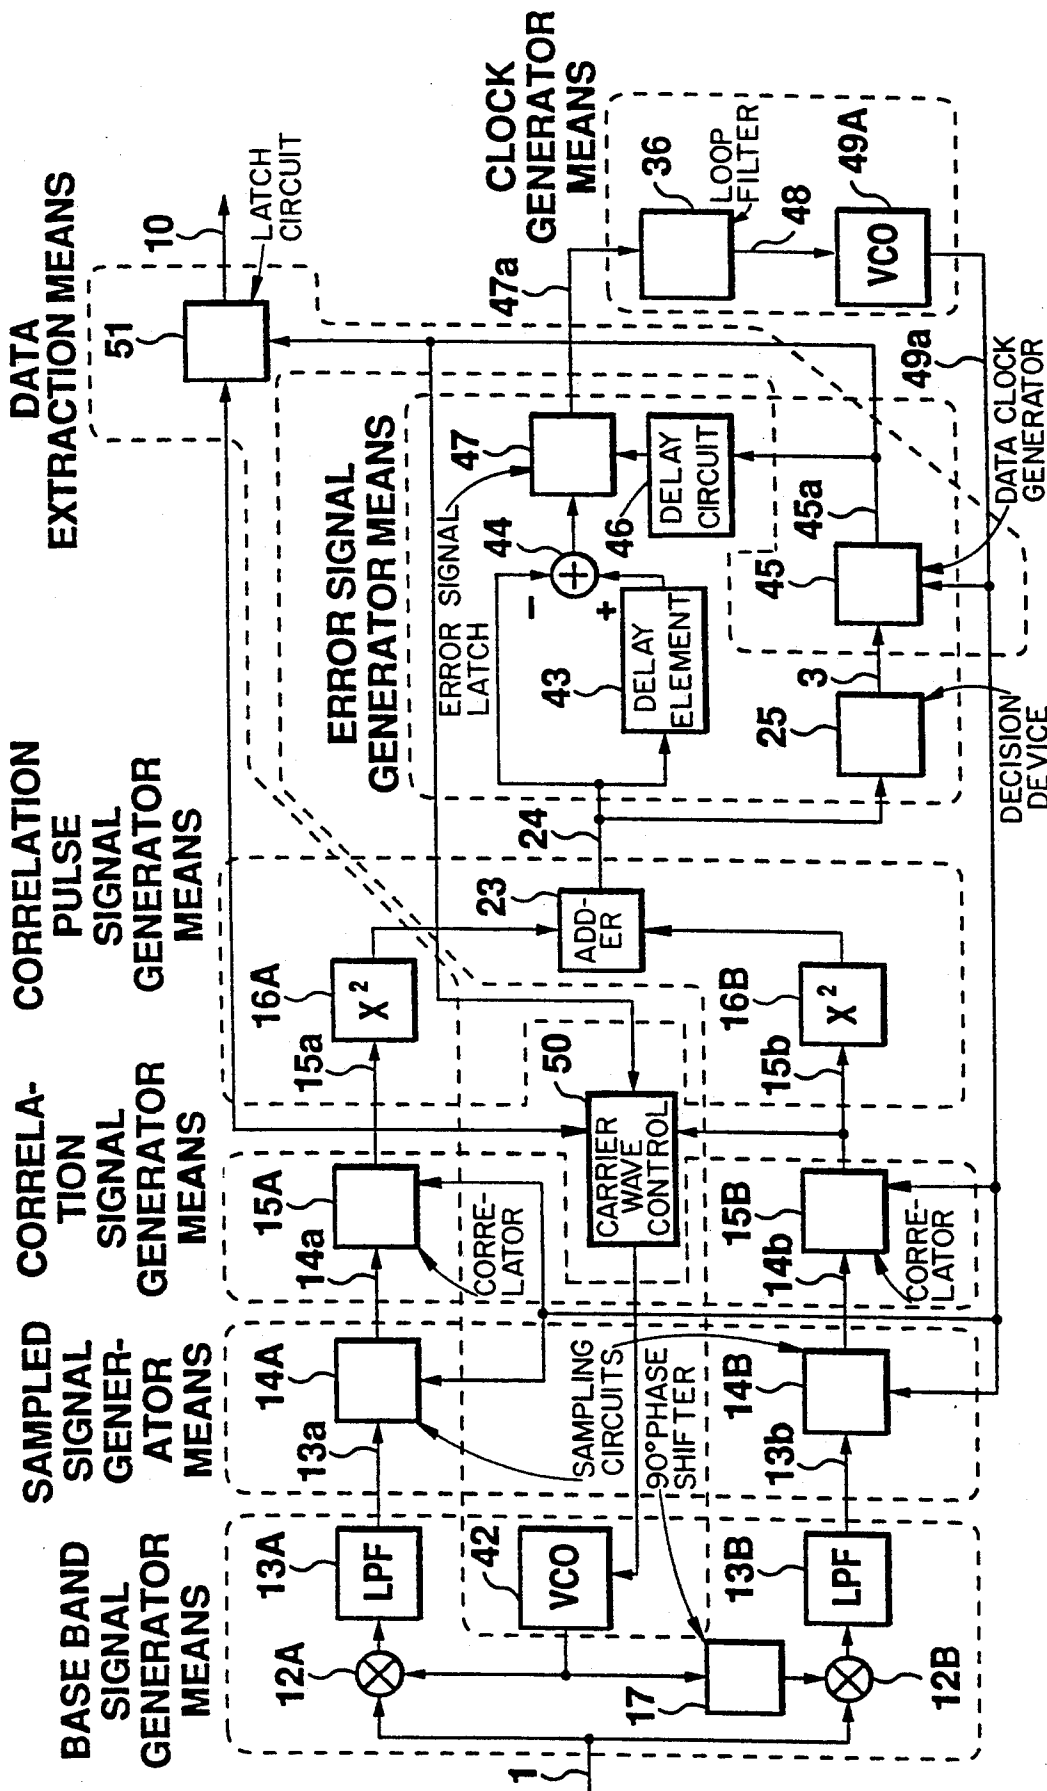 BASE BAND
SIGNAL
GENERATOR
MEANS
SAMPLED
SIGNAL
GENER-
ATOR
MEANS
CORRELA-
TION
SIGNAL
GENERATOR
MEANS
CORRELATION
PULSE
SIGNAL
GENERATOR
MEANS
DATA
EXTRACTION MEANS
ERROR SIGNAL
GENERATOR MEANS
CLOCK
GENERATOR
MEANS
1
12A
13A
LPF
13a
14A
14a
15A
CORRE-
LATOR
15a
16A
X²
42
VCO
17
90° PHASE
SHIFTER
SAMPLING
CIRCUITS
50
CARRIER
WAVE
CONTROL
23
ADD-
ER
24
12B
13B
LPF
13b
14B
14b
15B
CORRE-
LATOR
15b
16B
X²
51
10
LATCH
CIRCUIT
ERROR SIGNAL
LATCH
43
DELAY
ELEMENT
44
−
+
+
47
46
DELAY
CIRCUIT
47a
25
DECISION
DEVICE
3
45
45a
DATA CLOCK
GENERATOR
49a
36
LOOP
FILTER
48
49A
VCO